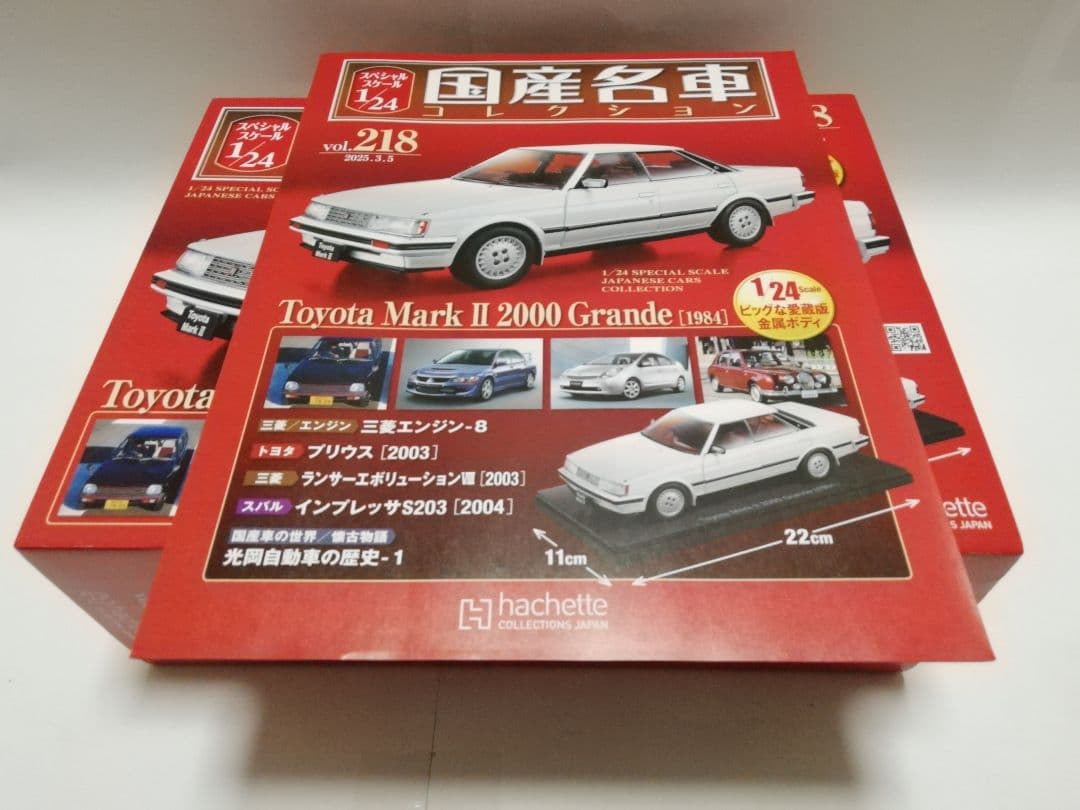 スペシャル
スケール
1/24
国産名車
コレクション
vol.218
2025.3.5
Toyota
Mark II
1/24 SPECIAL SCALE
JAPANESE CARS
COLLECTION
Toyota Mark II 2000 Grande [1984]
1/24 Scale
ビッグな愛蔵版
金属ボディ
三菱/エンジン 三菱エンジン-8
トヨタ プリウス [2003]
三菱 ランサーエボリューションVIII [2003]
スバル インプレッサS203 [2004]
国産車の世界/懐古物語
光岡自動車の歴史-1
11cm
22cm
hachette
COLLECTIONS JAPAN
スペシャル
スケール
1/24
1/24 SPECIAL SC
JAPANESE CARS
Toyota
Mark II
Toyota
8
hachette
NS JAPAN